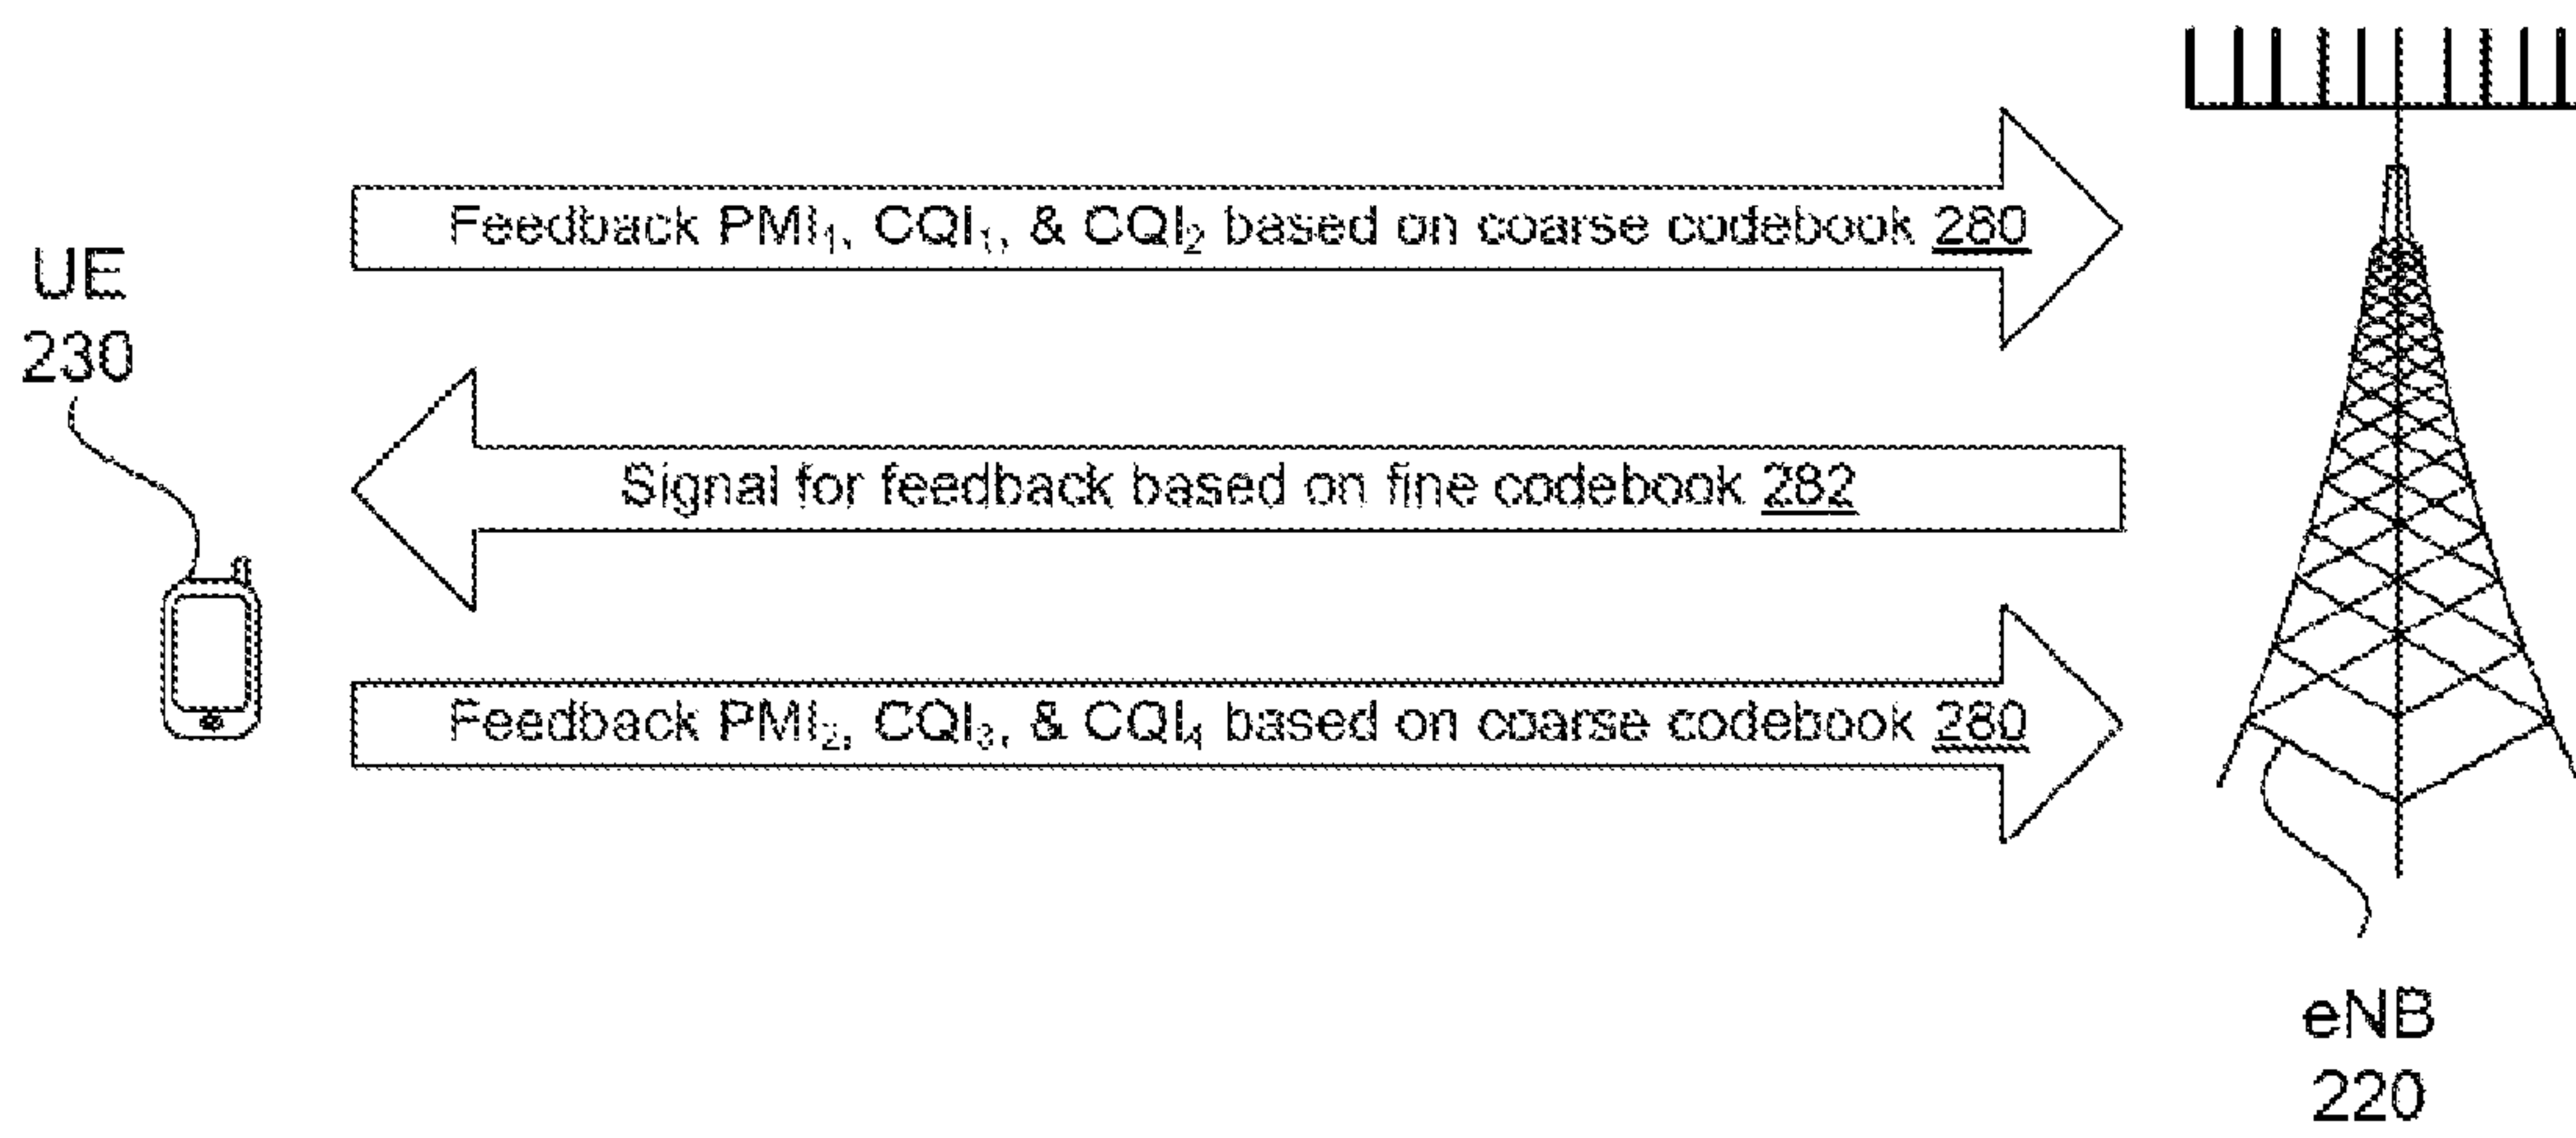 Feedback PMI₁, CQI₁, & CQI₂ based on coarse codebook 280
UE
230
Signal for feedback based on fine codebook 282
Feedback PMI₂, CQI₃, & CQI₄ based on coarse codebook 280
eNB
220